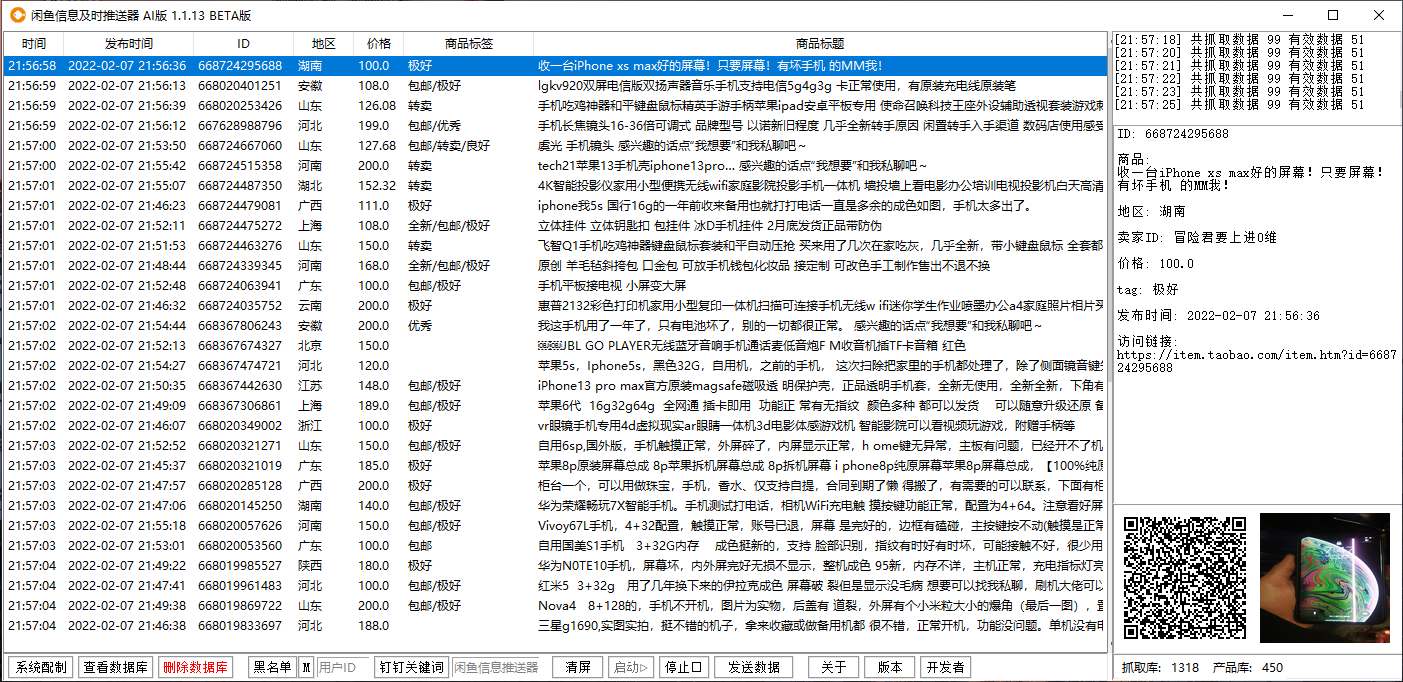 闲鱼信息及时推送器 AI版 1.1.13 BETA版
时间 发布时间 ID 地区 价格 商品标签 商品标题
21:56:58 2022-02-07 21:56:36 668724295688 湖南 100.0 极好 收一台iPhone xs max好的屏幕！只要屏幕！有坏手机 的MM我！
21:56:59 2022-02-07 21:56:13 668020401251 安徽 108.0 包邮/极好 lgkv920双屏电信版双扬声器音乐手机支持电信5g4g3g 卡正常使用，有原装充电线原装笔
21:56:59 2022-02-07 21:56:39 668020253426 山东 126.08 转卖 手机吃鸡神器和平键盘鼠标精英手游手柄苹果ipad安卓平板专用 使命召唤科技王座外设辅助透视套装游戏
21:56:59 2022-02-07 21:56:12 667628988796 河北 199.0 包邮/优秀 手机长焦镜头16-36倍可调式 品牌型号 以诺新旧程度 几乎全新转手原因 闲置转手入手渠道 数码店使用感受
21:57:00 2022-02-07 21:53:50 668724667060 山东 127.68 包邮/转卖/良好 虞光 手机镜头 感兴趣的话点“我想要”和我私聊吧～
21:57:00 2022-02-07 21:55:42 668724515358 河南 200.0 转卖 tech21苹果13手机壳iphone13pro... 感兴趣的话点“我想要”和我私聊吧～
21:57:01 2022-02-07 21:55:07 668724487350 湖北 152.32 转卖 4K智能投影仪家用小型便携无线wifi家庭影院投影手机一体机 墙投墙上看电影办公培训电视投影机白天高清
21:57:01 2022-02-07 21:46:23 668724479081 广西 111.0 极好 iphone我5s 国行16g的一年前收来备用也就打打电话一直是多余的成色如图，手机太多出了。
21:57:01 2022-02-07 21:52:11 668724475272 上海 108.0 全新/包邮/极好 立体挂件 立体钥匙扣 包挂件 冰D手机挂件 2月底发货正品带防伪
21:57:01 2022-02-07 21:51:53 668724463276 山东 150.0 转卖 飞智Q1手机吃鸡神器键盘鼠标套装和平自动压抢 买来用了几次在家吃灰，几乎全新，带小键盘鼠标 全套都
21:57:01 2022-02-07 21:48:44 668724339345 河南 168.0 全新/包邮/极好 原创 羊毛毡斜挎包 口金包 可放手机钱包化妆品 接定制 可改色手工制作售出不退不换
21:57:01 2022-02-07 21:52:48 668724063941 广东 100.0 包邮/极好 手机平板接电视 小屏变大屏
21:57:01 2022-02-07 21:46:32 668724035752 云南 200.0 极好 惠普2132彩色打印机家用小型复印一体机扫描可连接手机无线w ifi迷你学生作业喷墨办公a4家庭照片相片
21:57:02 2022-02-07 21:54:44 668367806243 安徽 200.0 优秀 我这手机用了一年了，只有电池坏了，别的一切都很正常。 感兴趣的话点“我想要”和我私聊吧～
21:57:02 2022-02-07 21:52:13 668367674327 北京 150.0 JBL GO PLAYER无线蓝牙音响手机通话麦低音炮F M收音机插TF卡音箱 红色
21:57:02 2022-02-07 21:54:27 668367474721 河北 120.0 苹果5s，Iphone5s，黑色32G，自用机，之前的手机， 这次扫除把家里的手机都处理了，除了侧面镜音键
21:57:02 2022-02-07 21:50:35 668367442630 江苏 148.0 包邮/极好 iPhone13 pro max官方原装magsafe磁吸透 明保护壳，正品透明手机套，全新无使用，全新全新，下角有
21:57:02 2022-02-07 21:49:09 668367306861 上海 189.0 包邮/极好 苹果6代 16g32g64g 全网通 插卡即用 功能正 常有无指纹 颜色多种 都可以发货 可以随意升级还原
21:57:02 2022-02-07 21:46:07 668020349002 浙江 100.0 极好 vr眼镜手机专用4d虚拟现实ar眼睛一体机3d电影体感游戏机 智能影院可以看视频玩游戏，附赠手柄等
21:57:03 2022-02-07 21:52:52 668020321271 山东 150.0 包邮/极好 自用6sp,国外版，手机触摸正常，外屏碎了，内屏显示正常，h ome键无异常，主板有问题，已经开不了机
21:57:03 2022-02-07 21:45:37 668020321019 广东 185.0 极好 苹果8p原装屏幕总成 8p苹果拆机屏幕总成 8p拆机屏幕 i phone8p纯原屏幕苹果8p屏幕总成，【100%纯原
21:57:03 2022-02-07 21:47:57 668020285128 广西 200.0 极好 柜台一个，可以用做珠宝，手机，香水、仅支持自提，合同到期了懒 得搬了，有需要的可以联系，下面有柜
21:57:03 2022-02-07 21:47:06 668020145250 湖南 140.0 包邮/极好 华为荣耀畅玩7X智能手机。手机测试打电话，相机WiFi充电触 摸按键功能正常，配置为4+64。注意看好屏
21:57:03 2022-02-07 21:55:18 668020057626 河南 150.0 包邮/极好 Vivoy67L手机，4+32配置，触摸正常，账号已退，屏幕 是完好的，边框有磕碰，主按键按不动(触摸是正常
21:57:03 2022-02-07 21:53:01 668020053560 广东 100.0 包邮 自用国美S1手机 3+32G内存 成色挺新的，支持 脸部识别，指纹有时好有时坏，可能接触不好，很少用
21:57:04 2022-02-07 21:49:22 668019985527 陕西 180.0 极好 华为N0TE10手机，屏幕坏，内外屏完好无损不显示，整机成色 95新，内存不详，主机正常，充电指标灯亮
21:57:04 2022-02-07 21:47:41 668019961483 河北 100.0 包邮/极好 红米5 3+32g 用了几年换下来的伊拉克成色 屏幕破 裂但是显示没毛病 想要可以找我私聊，刷机大佬可以
21:57:04 2022-02-07 21:49:38 668019869722 山东 200.0 包邮/极好 Nova4 8+128的，手机不开机，图片为实物，后盖有 道裂，外屏有个小米粒大小的爆角（最后一图），
21:57:04 2022-02-07 21:46:38 668019833697 河北 188.0 三星g1690,实图实拍，挺不错的机子，拿来收藏或做备用机都 很不错，正常开机，功能没问题。单机没有电
[21:57:18] 共抓取数据 99 有效数据 51
[21:57:20] 共抓取数据 99 有效数据 51
[21:57:21] 共抓取数据 99 有效数据 51
[21:57:22] 共抓取数据 99 有效数据 51
[21:57:23] 共抓取数据 99 有效数据 51
[21:57:25] 共抓取数据 99 有效数据 51
ID: 668724295688
商品:
收一台iPhone xs max好的屏幕！只要屏幕！
有坏手机 的MM我！
地区: 湖南
卖家ID: 冒险君要上进0维
价格: 100.0
tag: 极好
发布时间: 2022-02-07 21:56:36
访问链接:
https://item.taobao.com/item.htm?id=6687
24295688
系统配制 查看数据库 删除数据库 黑名单 M 用户ID 钉钉关键词 闲鱼信息推送器 清屏 启动▷ 停止口 发送数据 关于 版本 开发者
抓取库: 1318 产品库: 450